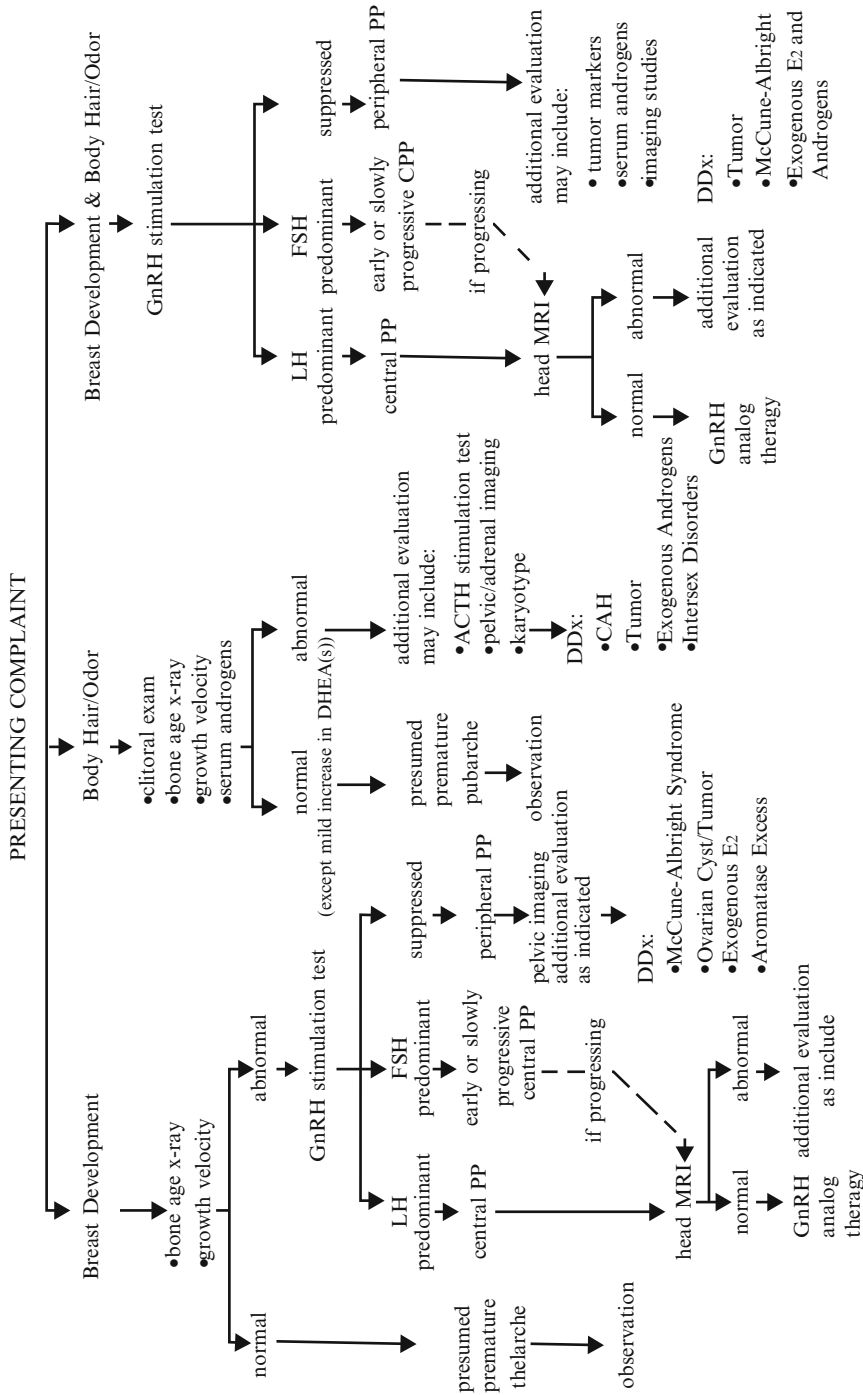 PRESENTING COMPLAINT
Breast Development
•bone age x-ray
•growth velocity
normal
presumed
premature
thelarche
observation
abnormal
GnRH stimulation test
LH
predominant
central PP
FSH
predominant
early or slowly
progressive
central PP
if progressing
head MRI
normal
GnRH
analog
theragy
abnormal
additional evaluation
as include
suppressed
peripheral PP
pelvic imaging
additional evaluation
as indicated
DDx:
•McCune-Albright Syndrome
•Ovarian Cyst/Tumor
•Exogenous E2
•Aromatase Excess
Body Hair/Odor
•clitoral exam
•bone age x-ray
•growth velocity
•serum androgens
normal
(except mild increase in DHEA(s))
presumed
premature
pubarche
observation
abnormal
additional evaluation
may include:
•ACTH stimulation test
•pelvic/adrenal imaging
•karyotype
DDx:
•CAH
•Tumor
•Exogenous Androgens
•Intersex Disorders
Breast Development & Body Hair/Odor
GnRH stimulation test
LH
predominant
central PP
FSH
predominant
early or slowly
progressive CPP
if progressing
head MRI
normal
GnRH
analog
theragy
abnormal
additional
evaluation
as indicated
suppressed
peripheral PP
additional evaluation
may include:
• tumor markers
•serum androgens
•imaging studies
DDx:
•Tumor
•McCune-Albright
•Exogenous E2 and
Androgens